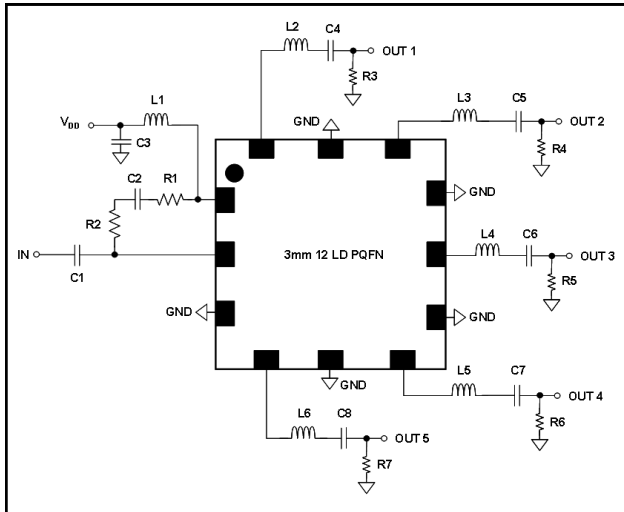 L2
C4
OUT 1
R3
L1
VDD
C3
GND
L3
C5
OUT 2
R4
C2
R1
R2
GND
IN
C1
3mm 12 LD PQFN
L4
C6
OUT 3
R5
GND
GND
GND
L5
C7
OUT 4
R6
L6
C8
OUT 5
R7